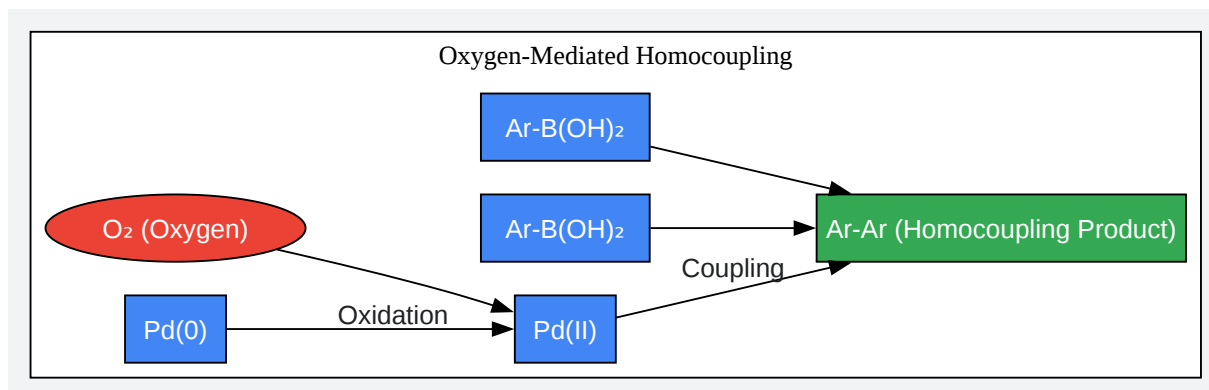 Oxygen-Mediated Homocoupling
Ar-B(OH)₂
O₂ (Oxygen)
Ar-B(OH)₂
Ar-Ar (Homocoupling Product)
Coupling
Pd(0)
Oxidation
Pd(II)